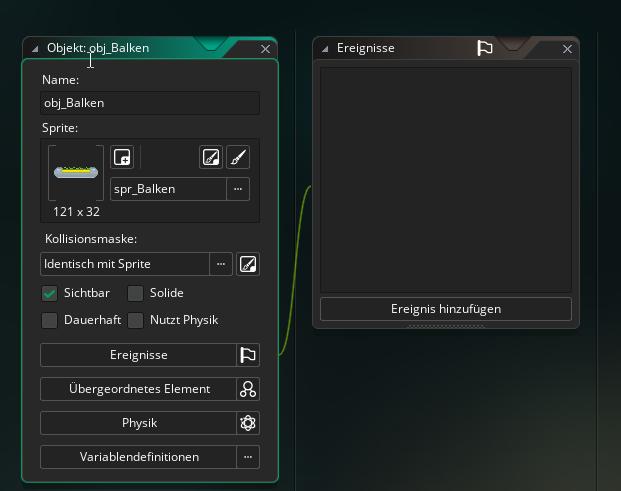 Objekt: obj_Balken
Name:
obj_Balken
Sprite:
spr_Balken
...
121 x 32
Kollisionsmaske:
Identisch mit Sprite
...
Sichtbar
Solide
Dauerhaft
Nutzt Physik
Ereignisse
Übergeordnetes Element
Physik
Variablendefinitionen
...
Ereignisse
Ereignis hinzufügen